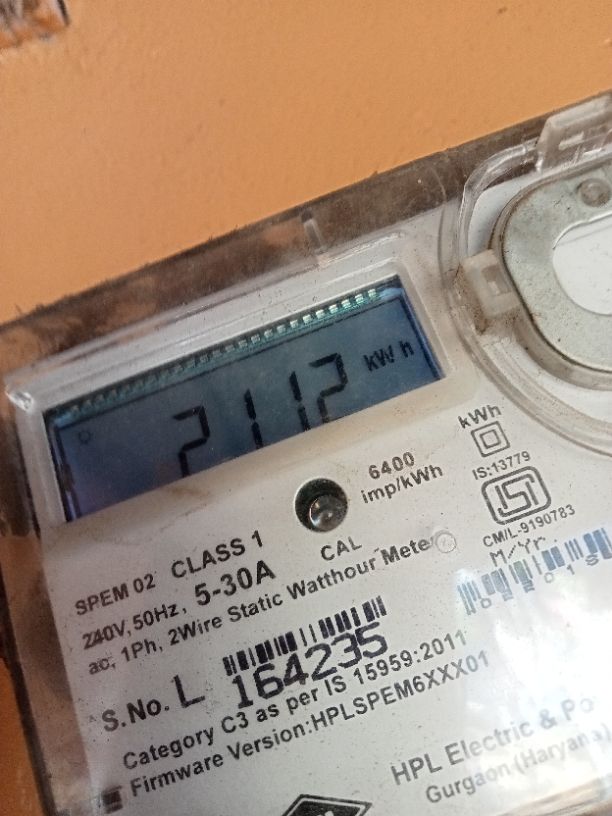 2112 kWh
kWh
6400
imp/kWh
IS:13779
ISI
CM/L-9190783
CAL
M/Yr.
SPEM 02 CLASS 1
240V, 50Hz, 5-30A
ac, 1Ph, 2Wire Static Watthour Meter
S.No. L 164235
Category C3 as per IS 15959:2011
Firmware Version:HPLSPEM6XXX01
HPL Electric & Po
Gurgaon (Haryana)